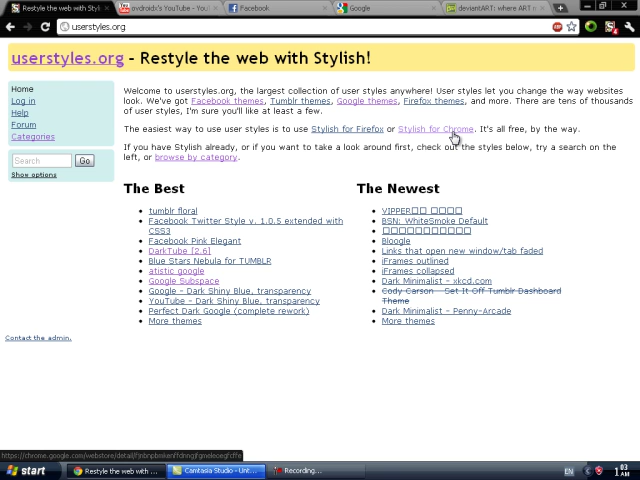 Restyle the web with Styli
ovdroidx's YouTube - YouT
Facebook
Google
deviantART: where ART m
userstyles.org
userstyles.org - Restyle the web with Stylish!
Home
Log in
Help
Forum
Categories
Search Go
Show options
Welcome to userstyles.org, the largest collection of user styles anywhere! User styles let you change the way websites
look. We've got Facebook themes, Tumblr themes, Google themes, Firefox themes, and more. There are tens of thousands
of user styles, I'm sure you'll like at least a few.
The easiest way to use user styles is to use Stylish for Firefox or Stylish for Chrome. It's all free, by the way.
If you have Stylish already, or if you want to take a look around first, check out the styles below, try a search on the
left, or browse by category.
The Best
tumblr floral
Facebook Twitter Style v. 1.0.5 extended with
CSS3
Facebook Pink Elegant
DarkTube [2.6]
Blue Stars Nebula for TUMBLR
atistic google
Google Subspace
Google - Dark Shiny Blue, transparency
YouTube - Dark Shiny Blue, transparency
Perfect Dark Google (complete rework)
More themes
The Newest
VIPPER
BSN: WhiteSmoke Default
Bloogle
Links that open new window/tab faded
iFrames outlined
iFrames collapsed
Dark Minimalist - xkcd.com
Cody Carson - Set It Off Tumblr Dashboard
Theme
Dark Minimalist - Penny-Arcade
More themes
Contact the admin.
start
Restyle the web with ...
Camtasia Studio - Unt...
Recording...
EN
1 03 AM